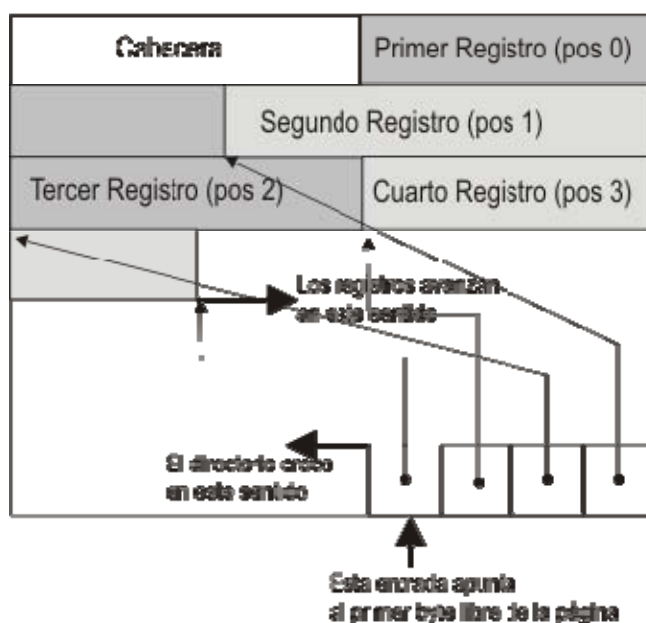 Cabecera
Primer Registro (pos 0)
Segundo Registro (pos 1)
Tercer Registro (pos 2)
Cuarto Registro (pos 3)
Los registros avanzan
en este sentido
El directorio crece
en este sentido
Esta entrada apunta
al primer byte libre de la página